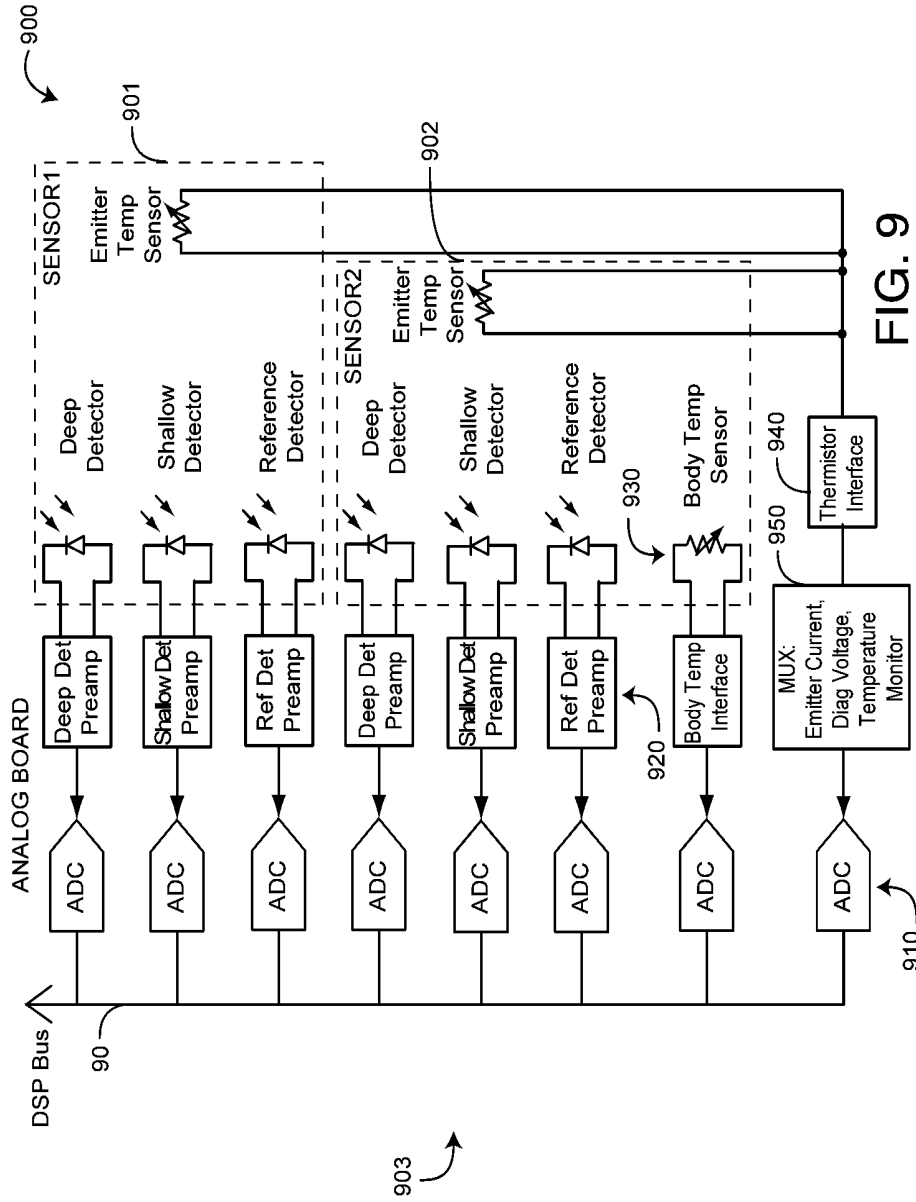 900
901
SENSOR1
Emitter
Temp
Sensor
902
SENSOR2
Emitter
Temp
Sensor
Deep
Detector
Shallow
Detector
Reference
Detector
Deep
Detector
Shallow
Detector
Reference
Detector
930
Body Temp
Sensor
940
Thermistor
Interface
950
MUX:
Emitter Current,
Diag Voltage,
Temperature
Monitor
ANALOG BOARD
Deep Det
Preamp
Shallow Det
Preamp
Ref Det
Preamp
Deep Det
Preamp
Shallow Det
Preamp
Ref Det
Preamp
920
Body Temp
Interface
ADC
ADC
ADC
ADC
ADC
ADC
ADC
ADC
910
DSP Bus
90
903
FIG. 9